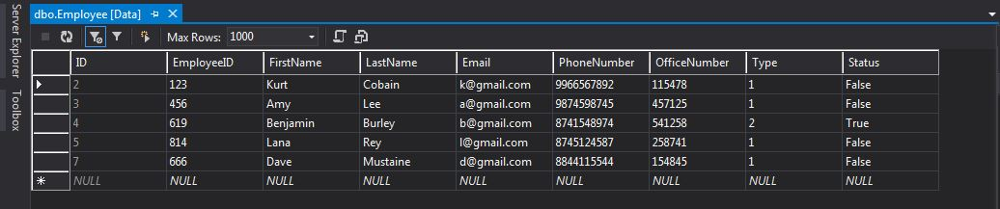 Server Explorer
Toolbox
dbo.Employee [Data]
Max Rows: 1000
ID EmployeeID FirstName LastName Email PhoneNumber OfficeNumber Type Status
2 123 Kurt Cobain k@gmail.com 9966567892 115478 1 False
3 456 Amy Lee a@gmail.com 9874598745 457125 1 False
4 619 Benjamin Burley b@gmail.com 8741548974 541258 2 True
5 814 Lana Rey l@gmail.com 8745124587 258741 1 False
7 666 Dave Mustaine d@gmail.com 8844115544 154845 1 False
NULL NULL NULL NULL NULL NULL NULL NULL NULL